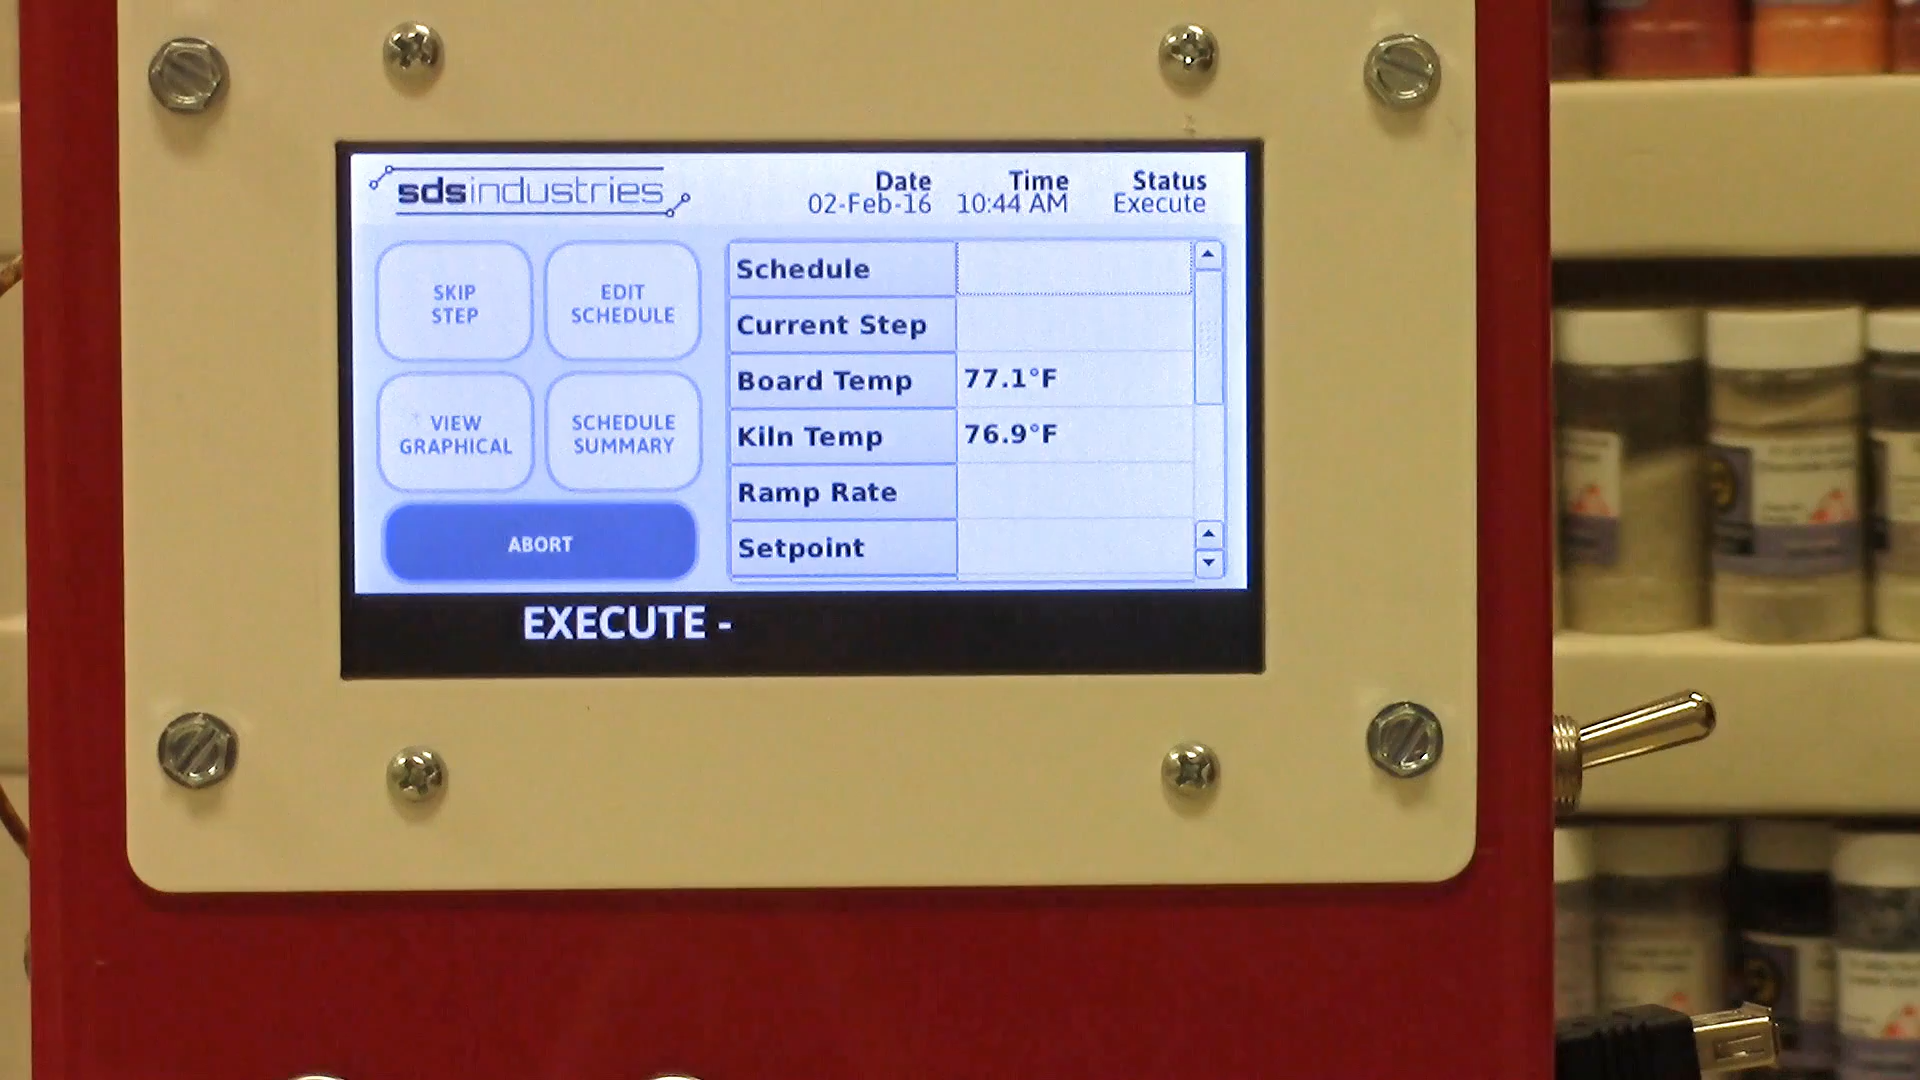 sdsindustries
Date Time Status
02-Feb-16 10:44 AM Execute
SKIP
STEP
EDIT
SCHEDULE
VIEW
GRAPHICAL
SCHEDULE
SUMMARY
ABORT
Schedule
Current Step
Board Temp 77.1°F
Kiln Temp 76.9°F
Ramp Rate
Setpoint
EXECUTE -